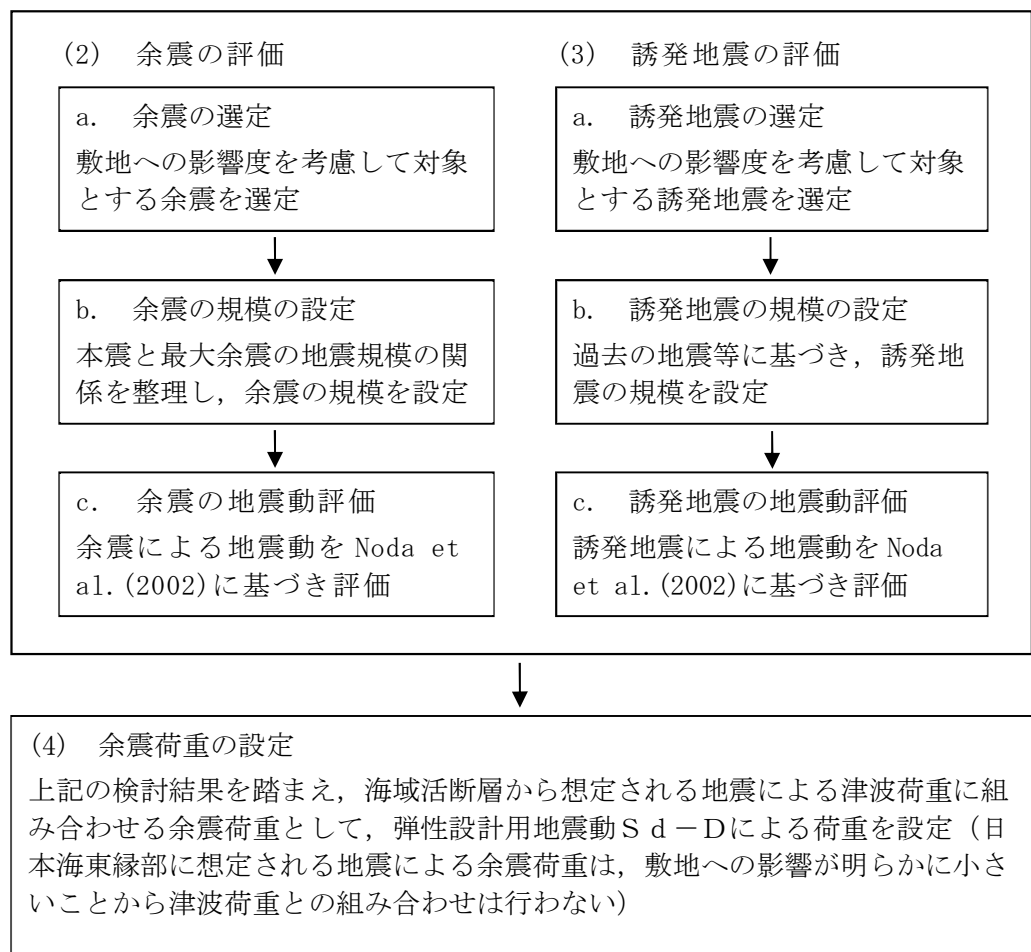 (2) 余震の評価
a. 余震の選定
敷地への影響度を考慮して対象
とする余震を選定
b. 余震の規模の設定
本震と最大余震の地震規模の関
係を整理し，余震の規模を設定
c. 余震の地震動評価
余震による地震動を Noda et
al.(2002)に基づき評価
(3) 誘発地震の評価
a. 誘発地震の選定
敷地への影響度を考慮して対象
とする誘発地震を選定
b. 誘発地震の規模の設定
過去の地震等に基づき，誘発地
震の規模を設定
c. 誘発地震の地震動評価
誘発地震による地震動を Noda
et al.(2002)に基づき評価
(4) 余震荷重の設定
上記の検討結果を踏まえ，海域活断層から想定される地震による津波荷重に組
み合わせる余震荷重として，弾性設計用地震動Ｓｄ－Ｄによる荷重を設定（日
本海東縁部に想定される地震による余震荷重は，敷地への影響が明らかに小さ
いことから津波荷重との組み合わせは行わない）